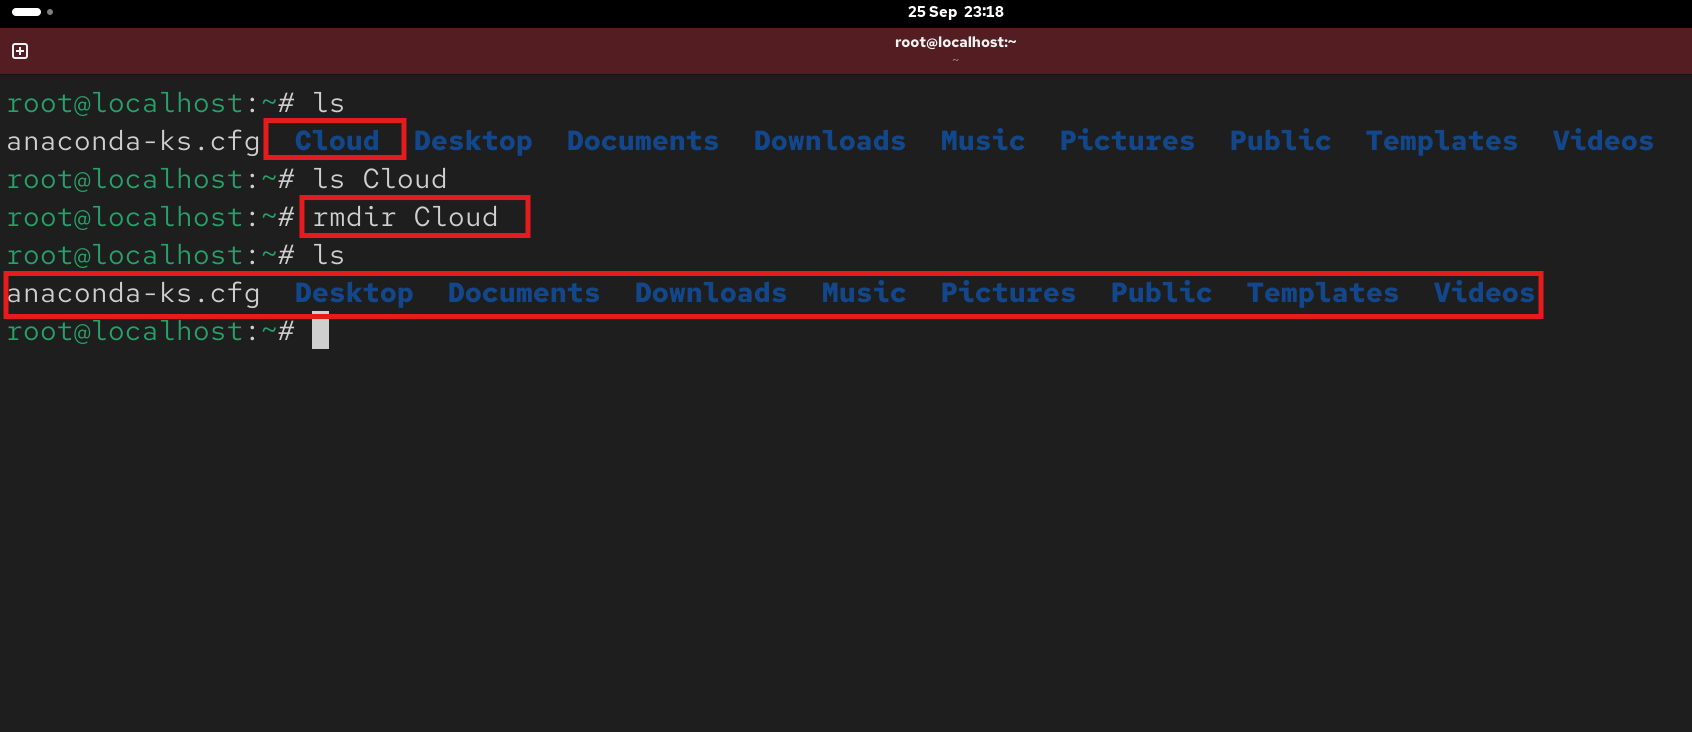 25 Sep 23:18
root@localhost:~
~
root@localhost:~# ls
anaconda-ks.cfg Cloud Desktop Documents Downloads Music Pictures Public Templates Videos
root@localhost:~# ls Cloud
root@localhost:~# rmdir Cloud
root@localhost:~# ls
anaconda-ks.cfg Desktop Documents Downloads Music Pictures Public Templates Videos
root@localhost:~#